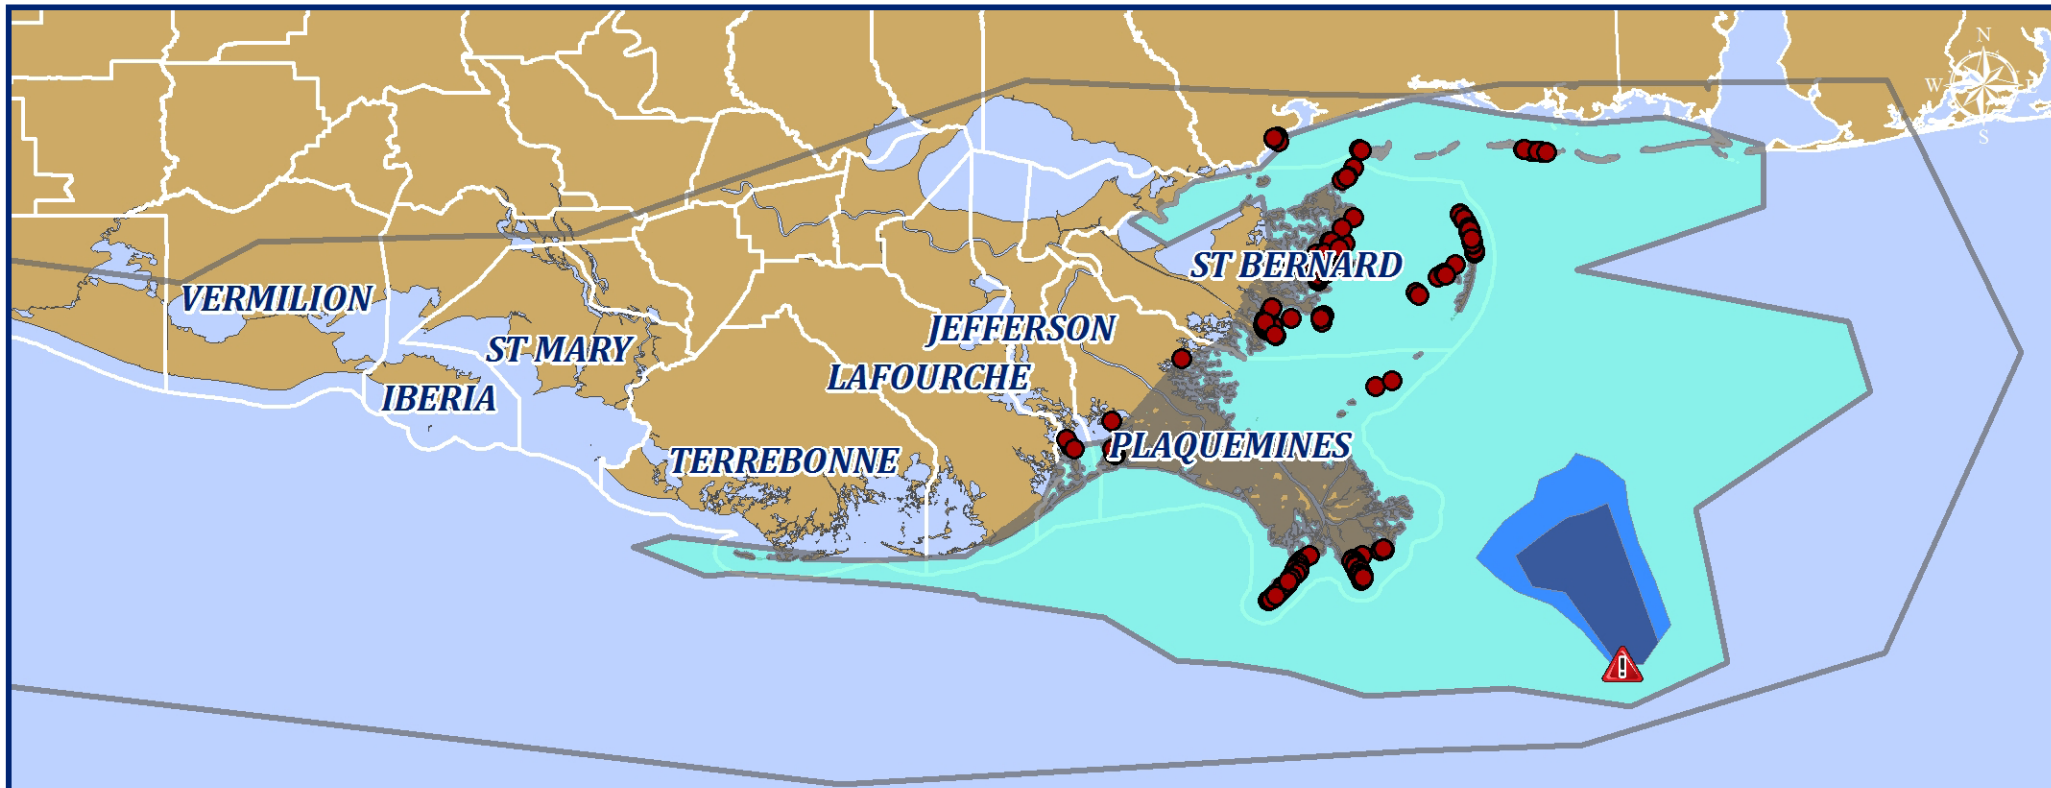 N
W E
S
ST BERNARD
VERMILION
JEFFERSON
ST MARY
LAFOURCHE
IBERIA
PLAQUEMINES
TERREBONNE